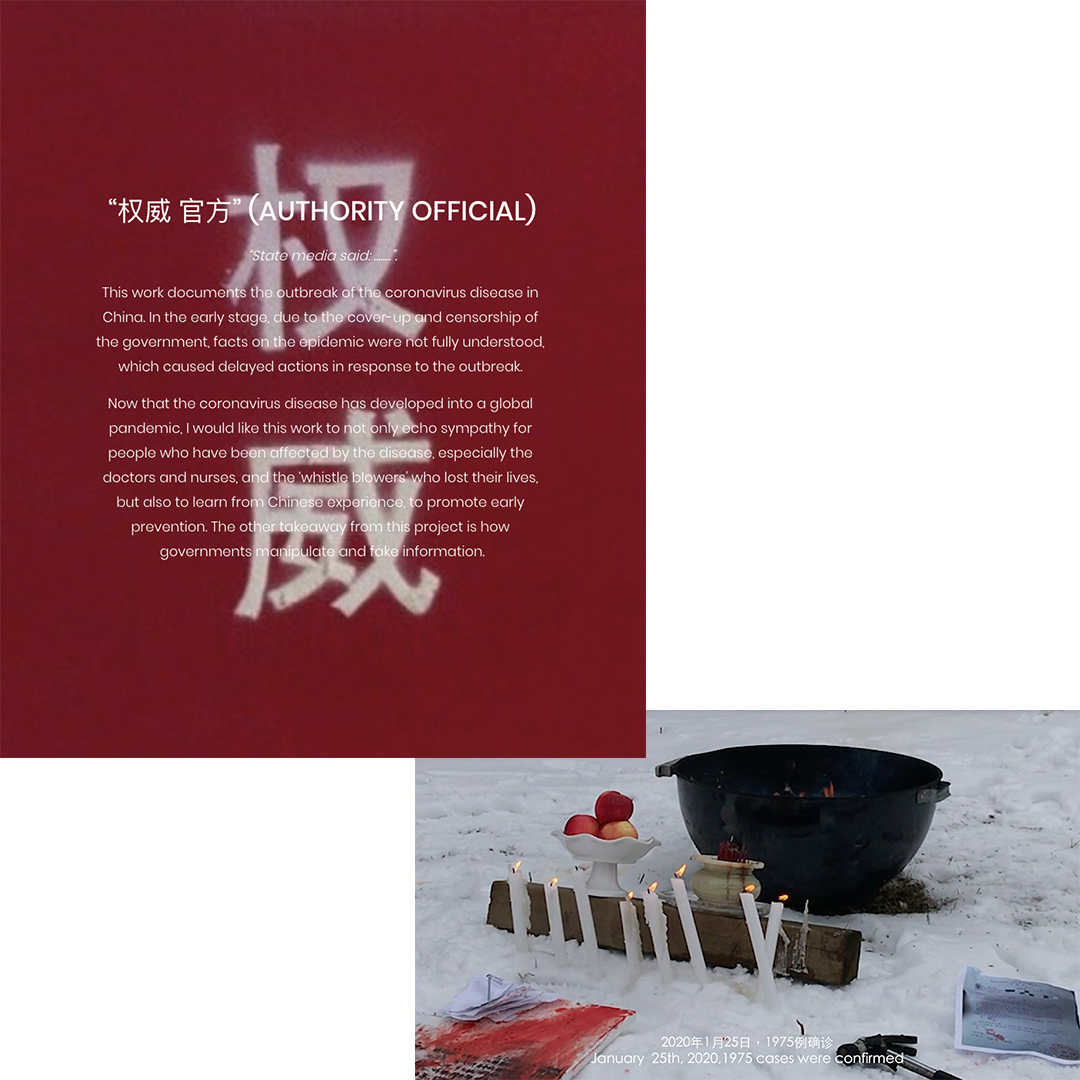 权
威
“权威 官方” (AUTHORITY OFFICIAL)
“State media said: ........”.
This work documents the outbreak of the coronavirus disease in
China. In the early stage, due to the cover-up and censorship of
the government, facts on the epidemic were not fully understood,
which caused delayed actions in response to the outbreak.
Now that the coronavirus disease has developed into a global
pandemic, I would like this work to not only echo sympathy for
people who have been affected by the disease, especially the
doctors and nurses, and the ‘whistle blowers’ who lost their lives,
but also to learn from Chinese experience, to promote early
prevention. The other takeaway from this project is how
governments manipulate and fake information.
2020年1月25日，1975例确诊
January 25th, 2020,1975 cases were confirmed